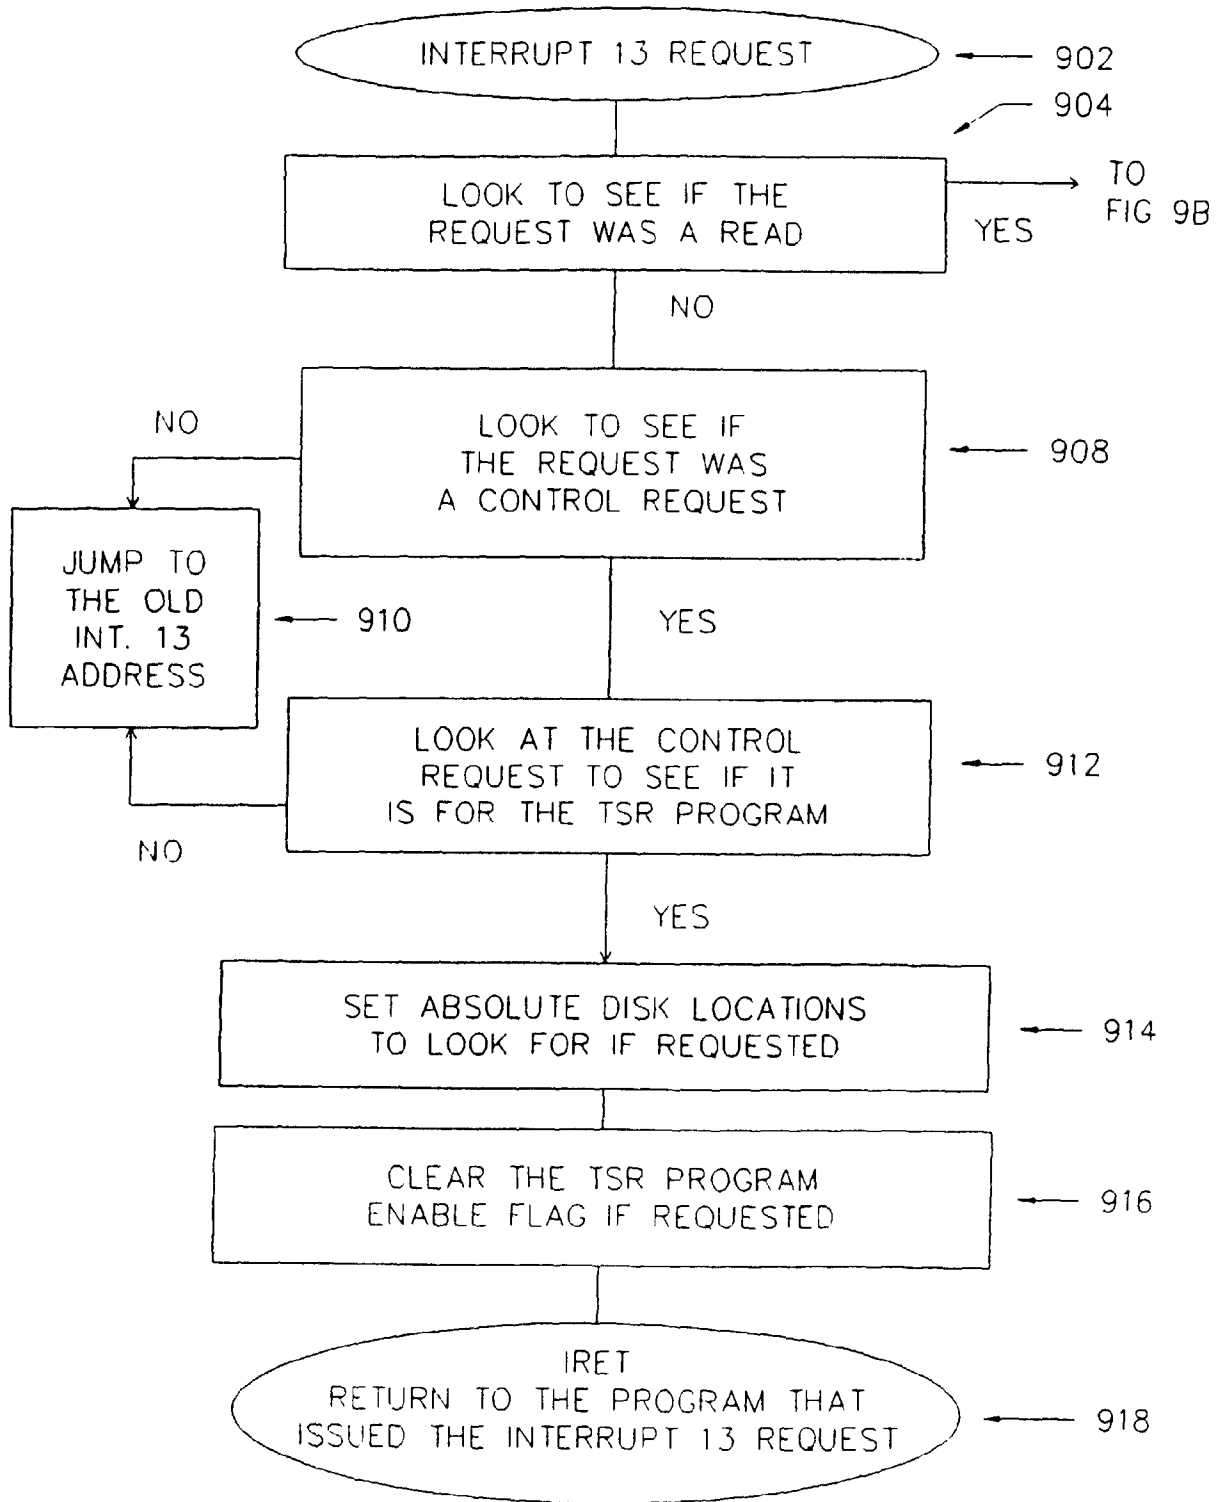 INTERRUPT 13 REQUEST
902
904
LOOK TO SEE IF THE
REQUEST WAS A READ
TO
FIG 9B
YES
NO
LOOK TO SEE IF
THE REQUEST WAS
A CONTROL REQUEST
908
NO
JUMP TO
THE OLD
INT. 13
ADDRESS
910
YES
LOOK AT THE CONTROL
REQUEST TO SEE IF IT
IS FOR THE TSR PROGRAM
912
NO
YES
SET ABSOLUTE DISK LOCATIONS
TO LOOK FOR IF REQUESTED
914
CLEAR THE TSR PROGRAM
ENABLE FLAG IF REQUESTED
916
IRET
RETURN TO THE PROGRAM THAT
ISSUED THE INTERRUPT 13 REQUEST
918